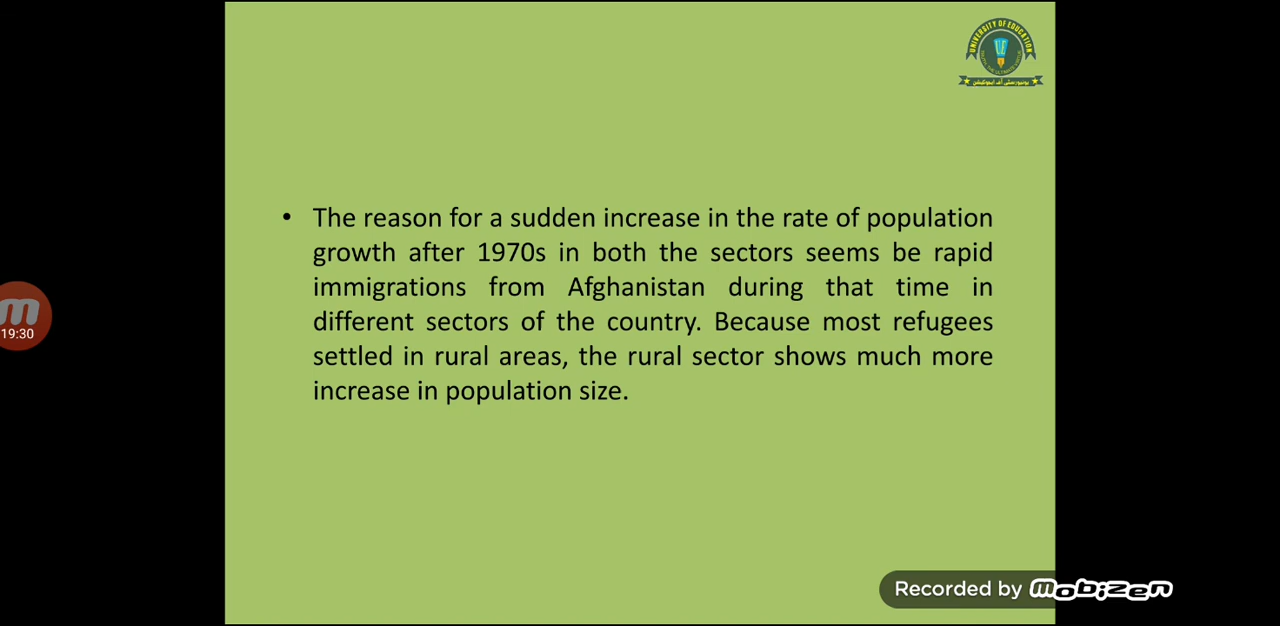 UNIVERSITY OF EDUCATION
یونیورسٹی آف ایجوکیشن
• The reason for a sudden increase in the rate of population
growth after 1970s in both the sectors seems be rapid
immigrations from Afghanistan during that time in
different sectors of the country. Because most refugees
settled in rural areas, the rural sector shows much more
increase in population size.
19:30
Recorded by Mobizen